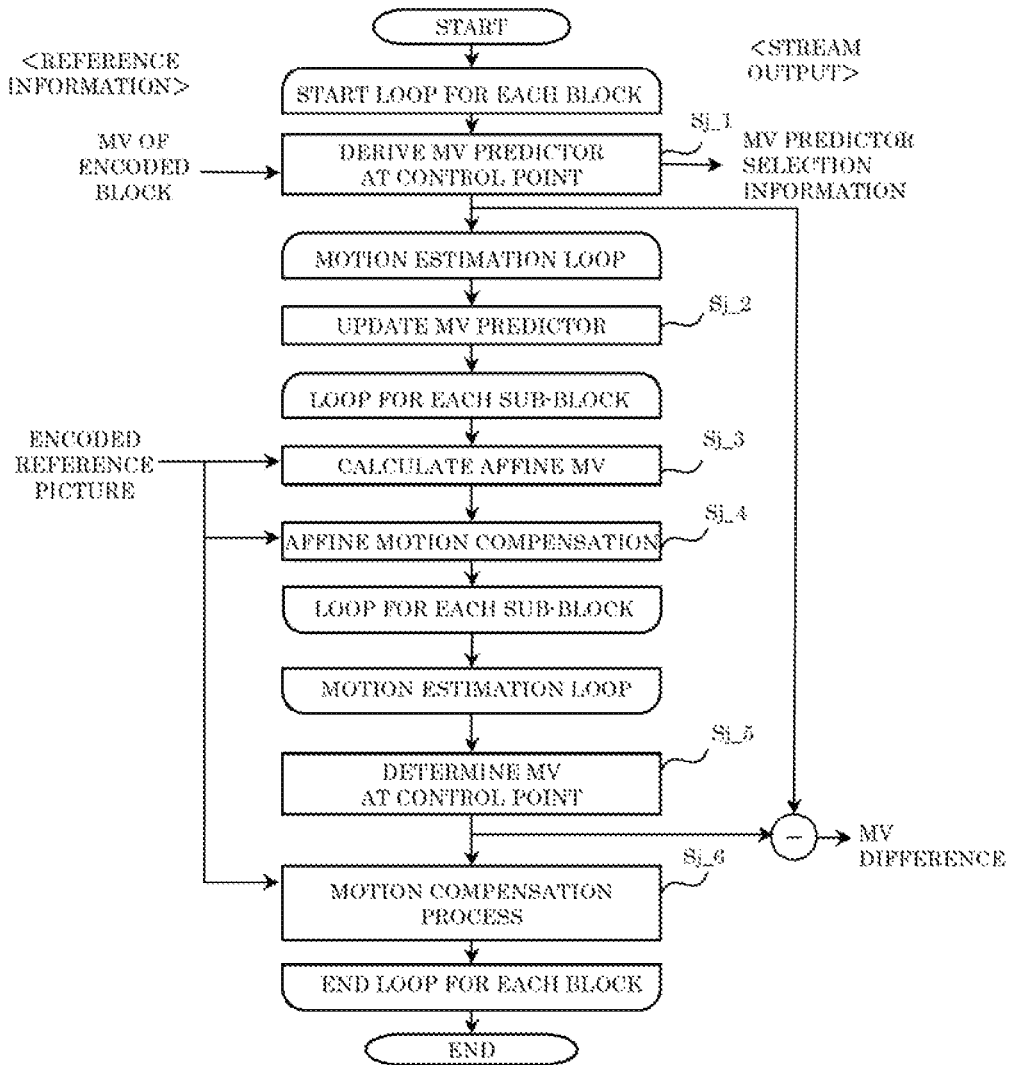 START
<REFERENCE
INFORMATION>
<STREAM
OUTPUT>
START LOOP FOR EACH BLOCK
Sj_1
MV OF
ENCODED
BLOCK
DERIVE MV PREDICTOR
AT CONTROL POINT
MV PREDICTOR
SELECTION
INFORMATION
MOTION ESTIMATION LOOP
Sj_2
UPDATE MV PREDICTOR
LOOP FOR EACH SUB-BLOCK
Sj_3
ENCODED
REFERENCE
PICTURE
CALCULATE AFFINE MV
Sj_4
AFFINE MOTION COMPENSATION
LOOP FOR EACH SUB-BLOCK
MOTION ESTIMATION LOOP
Sj_5
DETERMINE MV
AT CONTROL POINT
−
MV
DIFFERENCE
Sj_6
MOTION COMPENSATION
PROCESS
END LOOP FOR EACH BLOCK
END